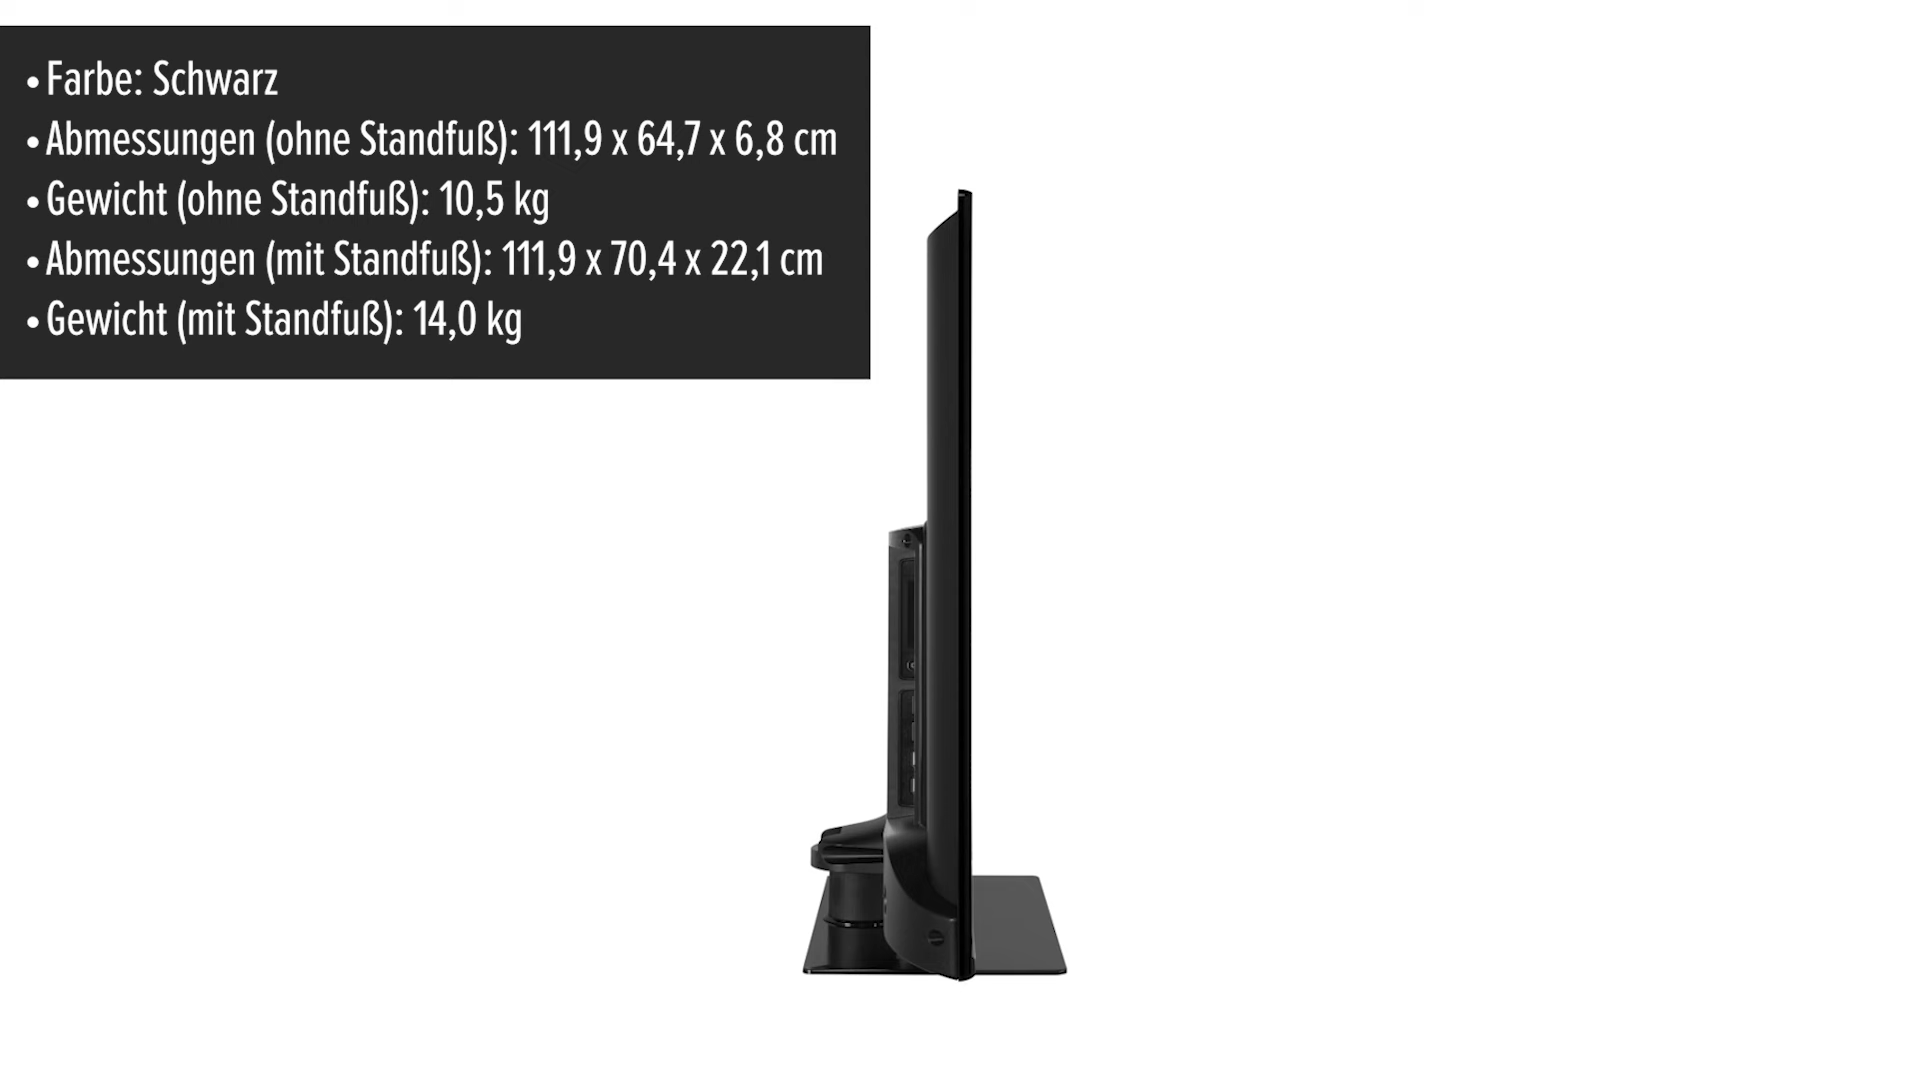 • Farbe: Schwarz
• Abmessungen (ohne Standfuß): 111,9 x 64,7 x 6,8 cm
• Gewicht (ohne Standfuß): 10,5 kg
• Abmessungen (mit Standfuß): 111,9 x 70,4 x 22,1 cm
• Gewicht (mit Standfuß): 14,0 kg